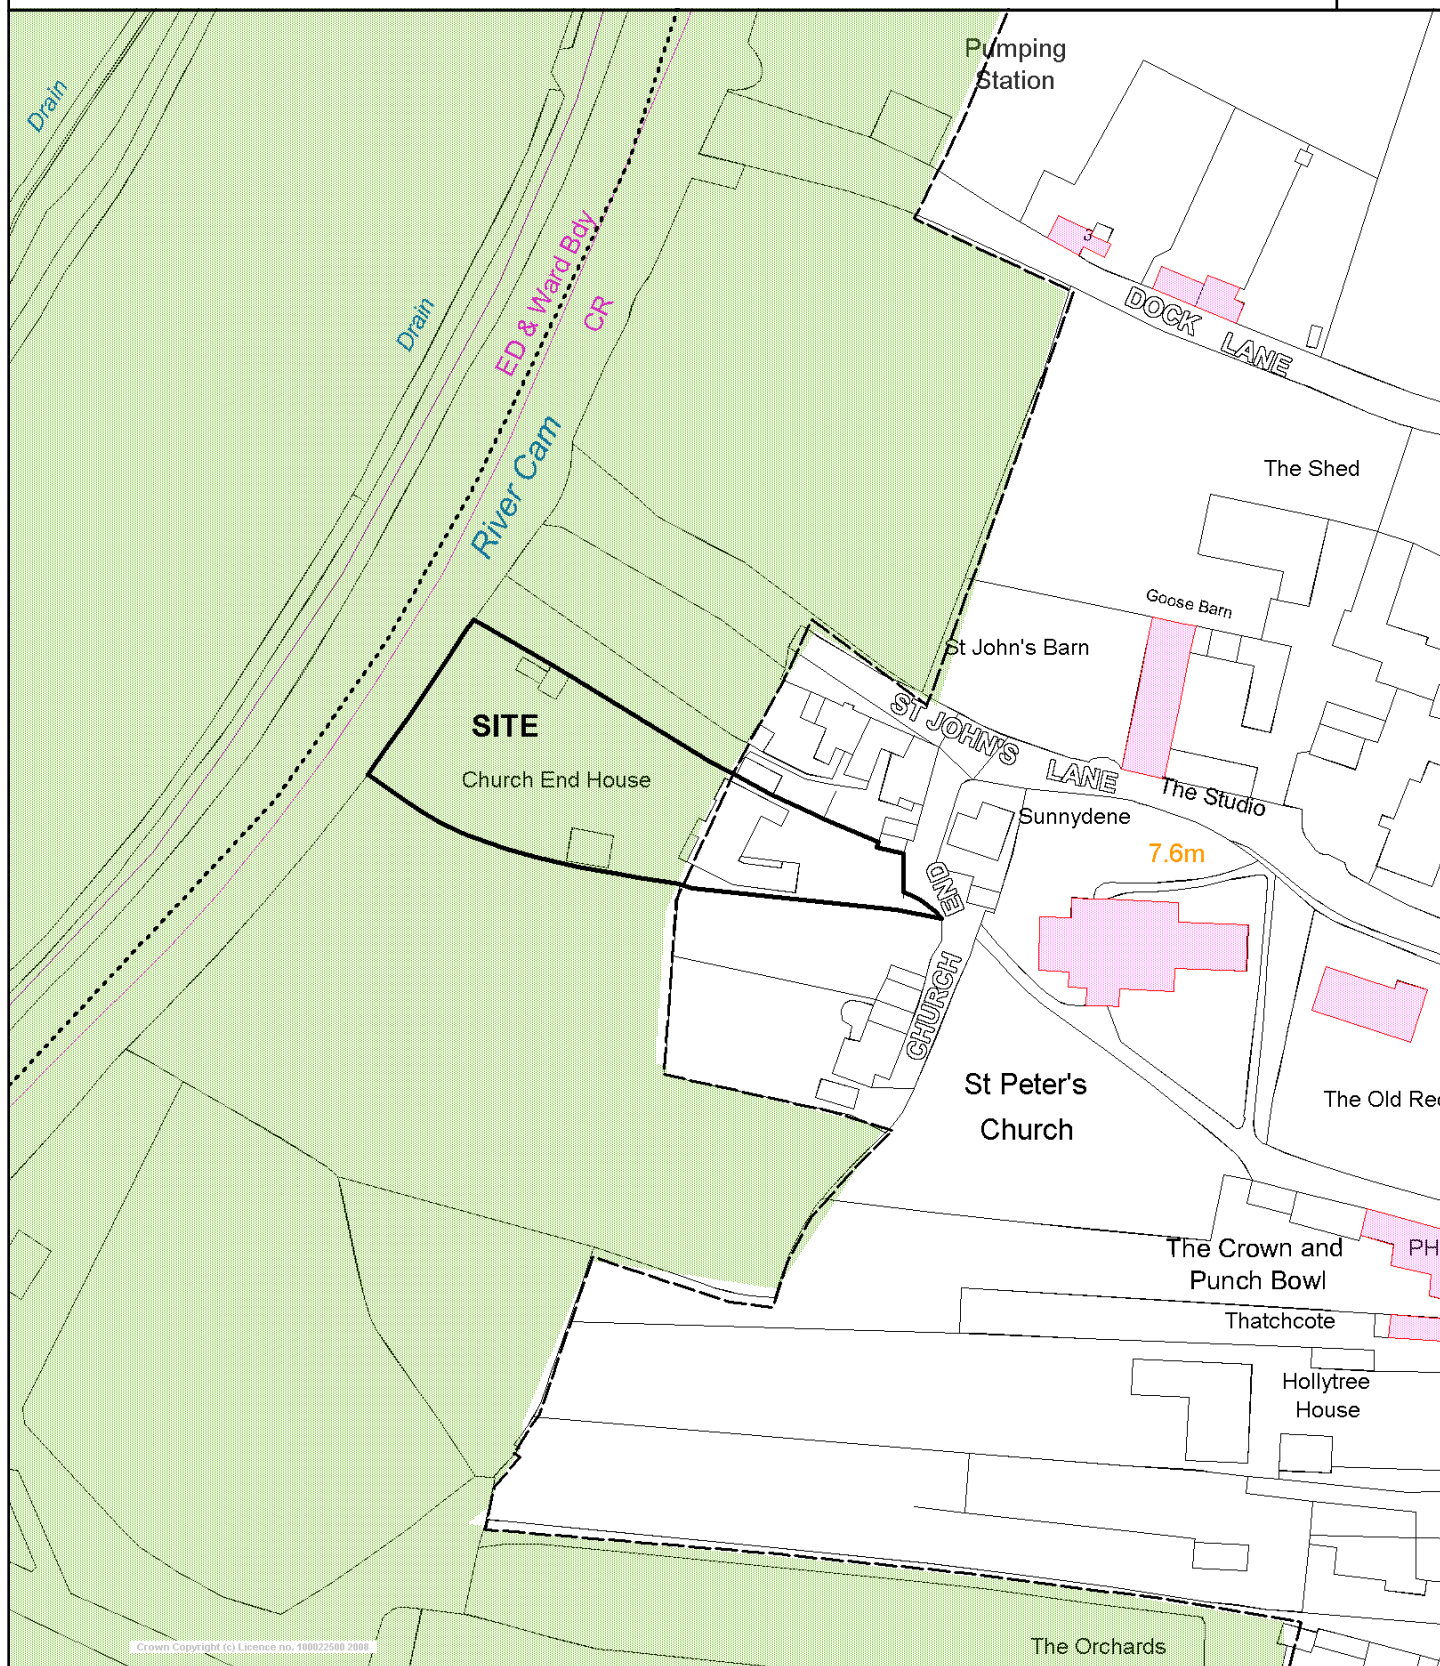 Pumping
Station
Drain
3
ED & Ward Bdy
CR
Drain
DOCK LANE
River Cam
The Shed
Goose Barn
St John's Barn
ST JOHN'S LANE
SITE
Church End House
The Studio
Sunnydene
7.6m
CHURCH END
St Peter's
Church
The Old Rec
The Crown and
Punch Bowl
PH
Thatchcote
Hollytree
House
Crown Copyright (c) Licence no. 100022500 2008
The Orchards